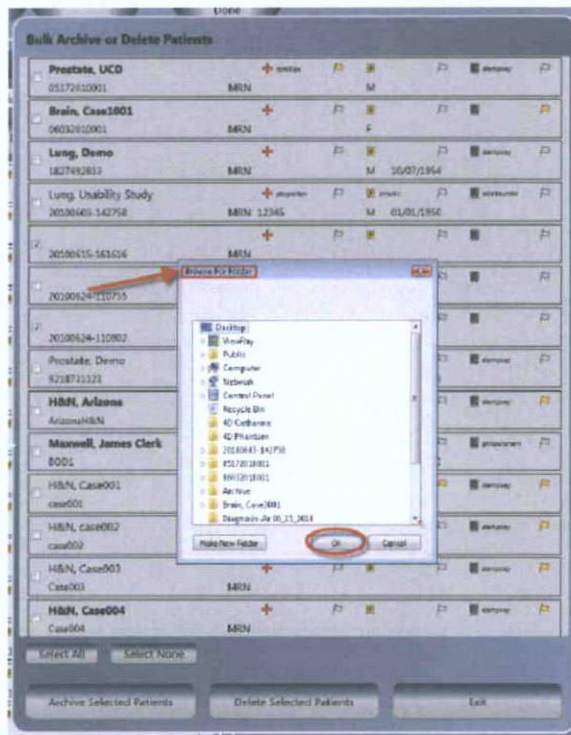 Done
Bulk Archive or Delete Patients
Prostate, UCD
05172010001 MRN M
Brain, Case1001
06032010001 MRN F
Lung, Demo
1827492833 MRN M 10/07/1954
Lung, Usability Study
20100603-142758 MRN 12345 M 01/01/1950
20100615-161616 MRN
Browse For Folder
20100624-110755
20100624-110802
Desktop
ViewRay
Public
Computer
Network
Control Panel
Recycle Bin
4D Catharina
4D Phantom
20100603-142758
05172010001
06032010001
Archive
Brain, Case1001
Make New Folder OK Cancel
Prostate, Demo
9218731323
H&N, Arizona
ArizonaH&N
Maxwell, James Clerk
BOD1
H&N, Case001
case001
H&N, case002
case002
H&N, Case003
Case003 MRN
H&N, Case004
Case004 MRN
Select All Select None
Archive Selected Patients Delete Selected Patients Exit